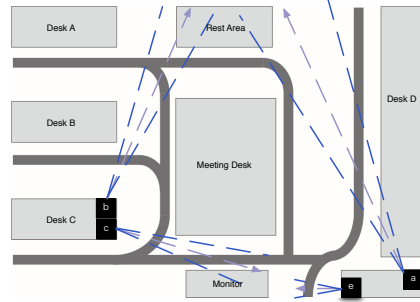 Desk A
Rest Area
Desk B
Desk D
Meeting Desk
b
Desk C
c
Monitor
a
e